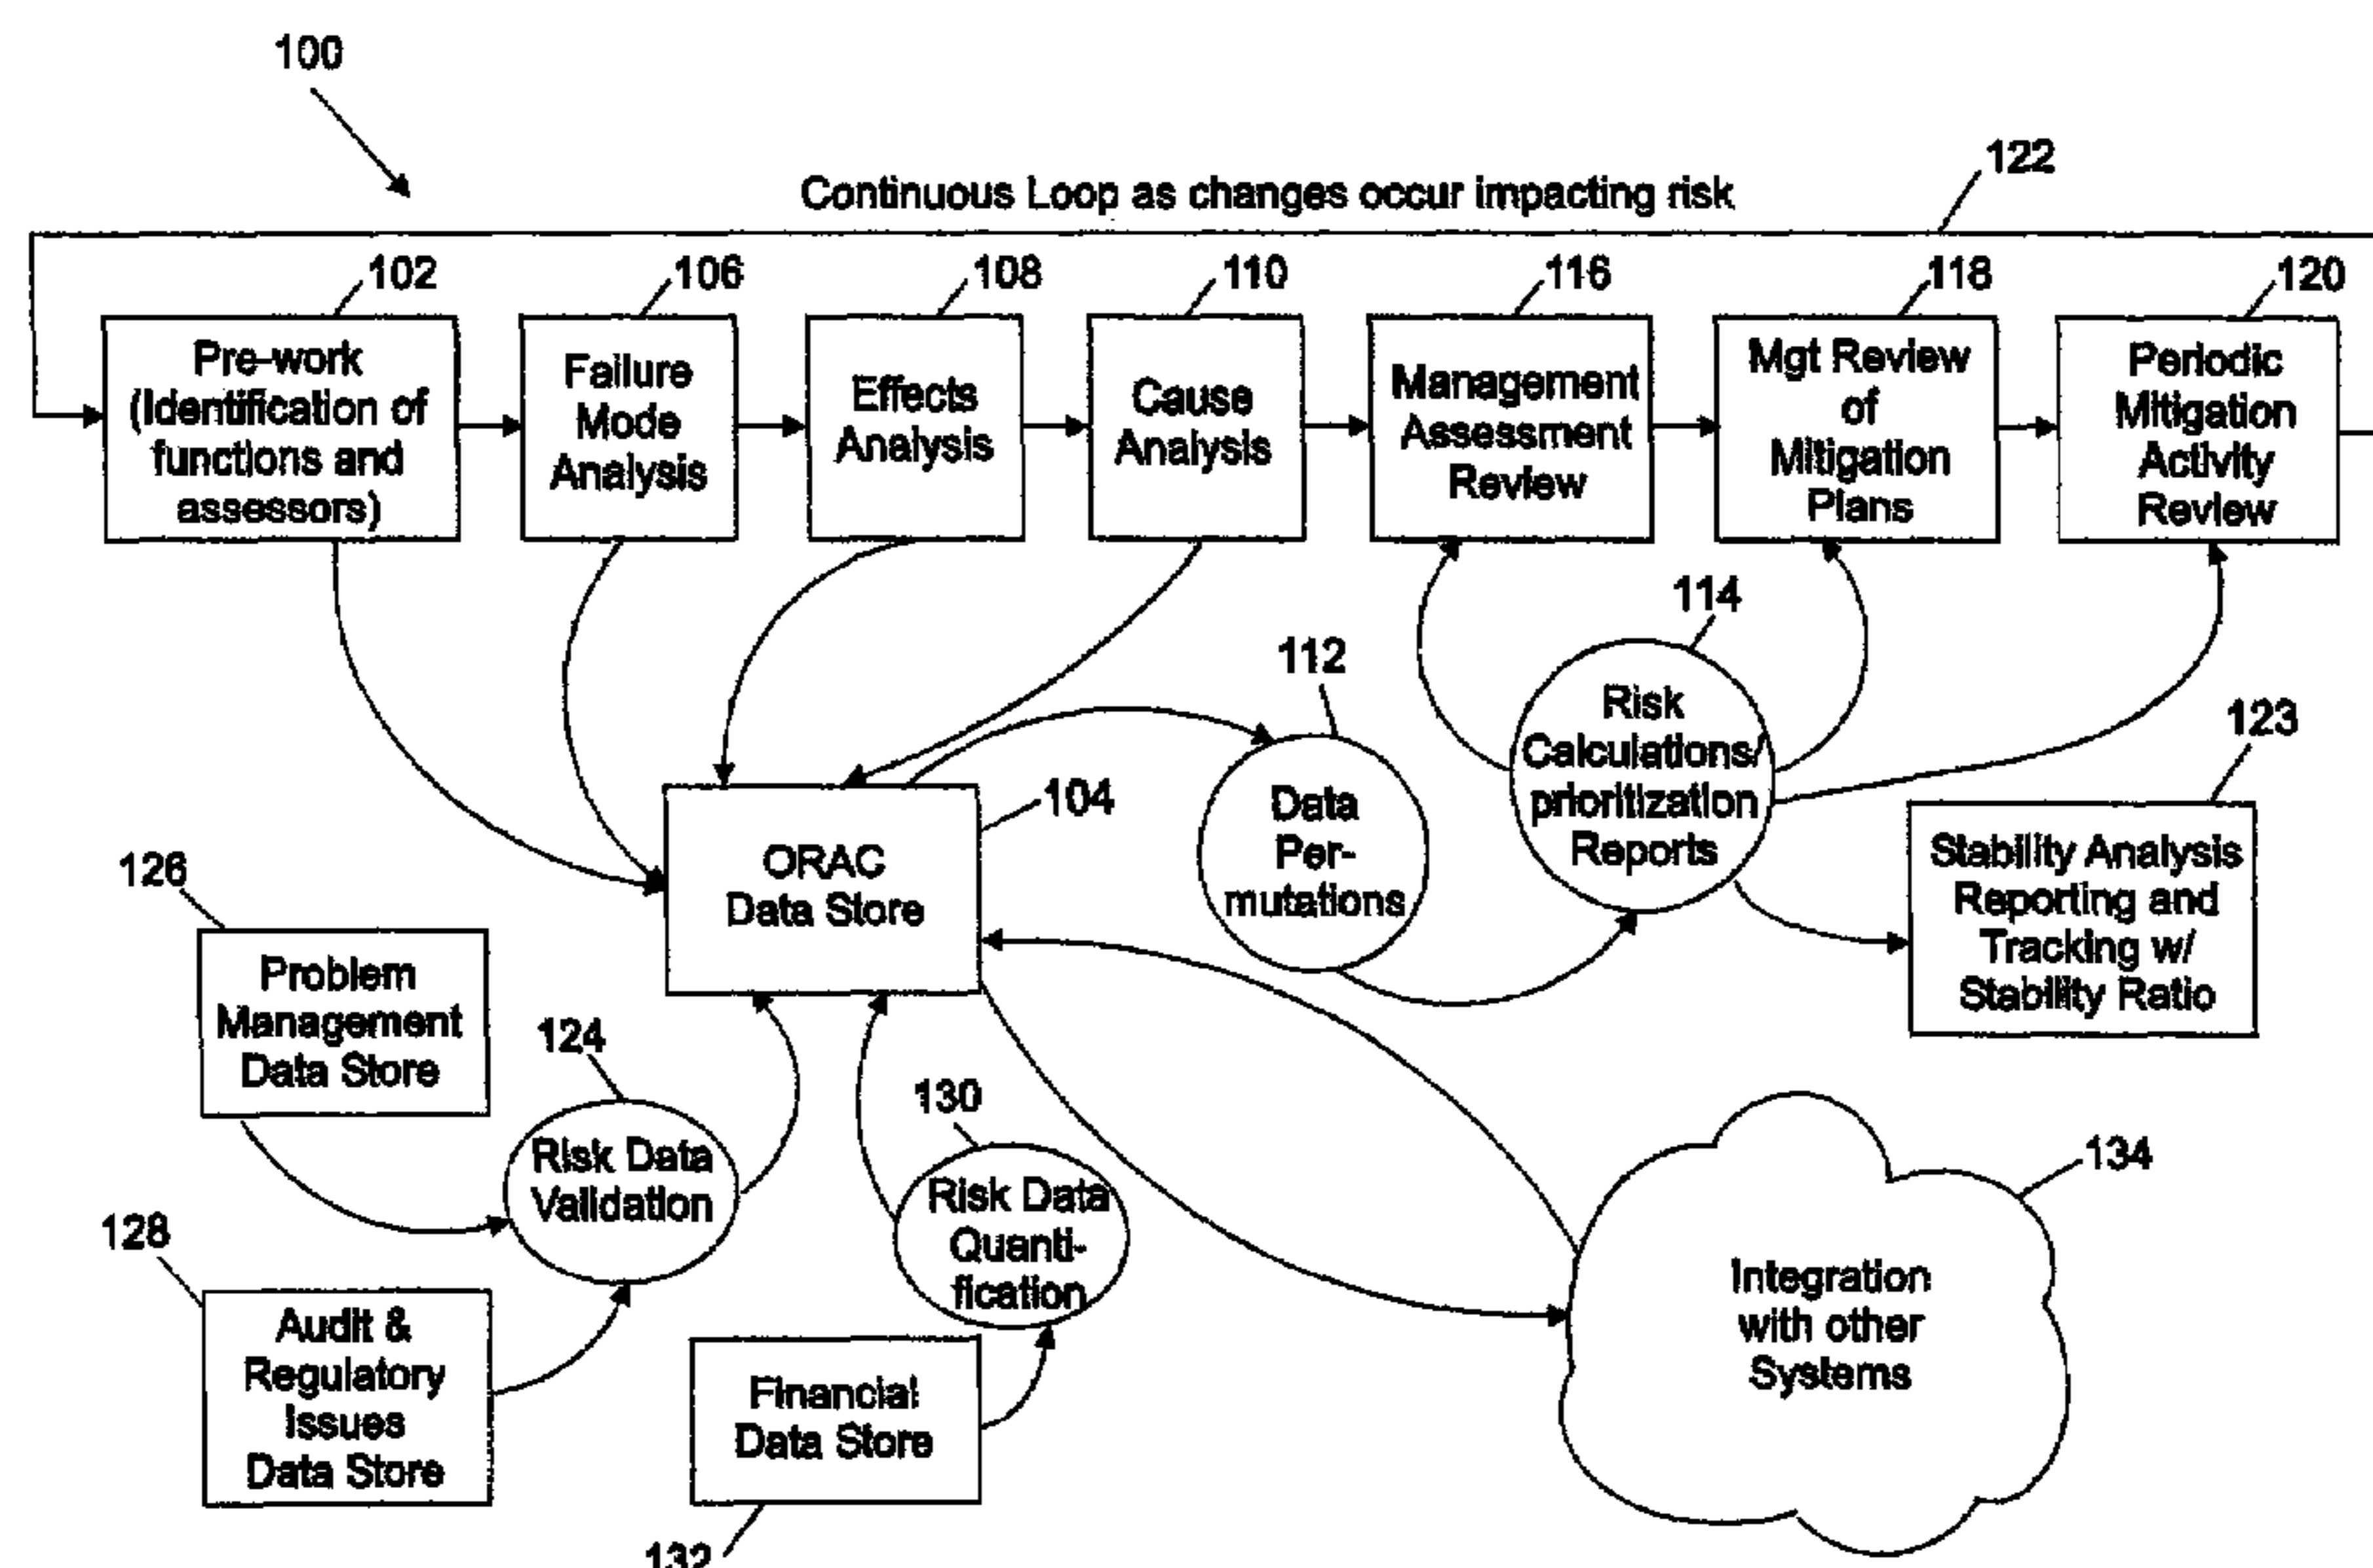 100
122
Continuous Loop as changes occur impacting risk
102
106
108
110
116
118
120
Pre-work
(Identification of
functions and
assessors)
Failure
Mode
Analysis
Effects
Analysis
Cause
Analysis
Management
Assessment
Review
Mgt Review
of
Mitigation
Plans
Periodic
Mitigation
Activity
Review
114
112
123
Risk
Calculations/
prioritization
Reports
104
Data
Per-
mutations
ORAC
Data Store
Stability Analysis
Reporting and
Tracking w/
Stability Ratio
126
Problem
Management
Data Store
124
130
Risk Data
Validation
Risk Data
Quanti-
fication
134
128
Audit &
Regulatory
Issues
Data Store
Financial
Data Store
Integration
with other
Systems
132